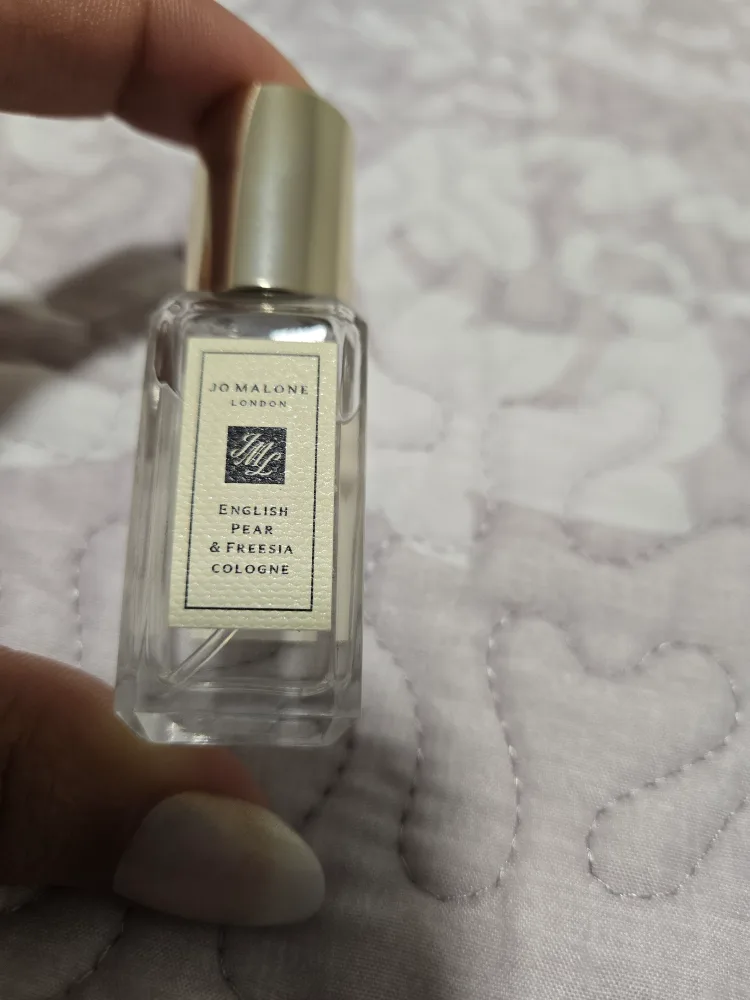 JO MALONE
LONDON
JML
ENGLISH
PEAR
& FREESIA
COLOGNE